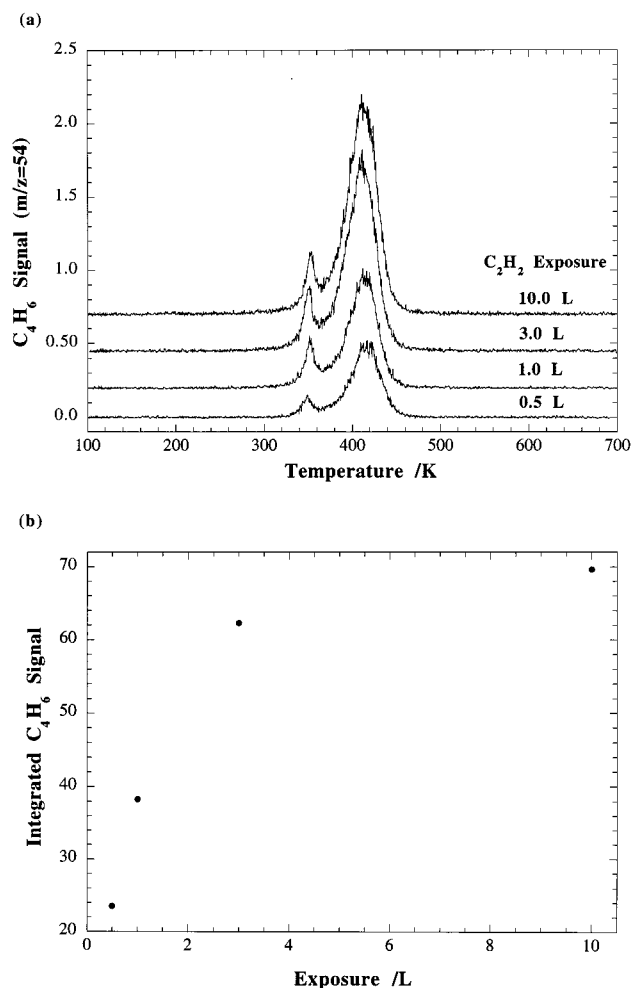 (a)
2.5
2.0
1.5
1.0
0.50
0.0
C₄H₆ Signal (m/z=54)
C₂H₂ Exposure
10.0 L
3.0 L
1.0 L
0.5 L
100 200 300 400 500 600 700
Temperature /K
(b)
70
60
50
40
30
20
Integrated C₄H₆ Signal
0 2 4 6 8 10
Exposure /L